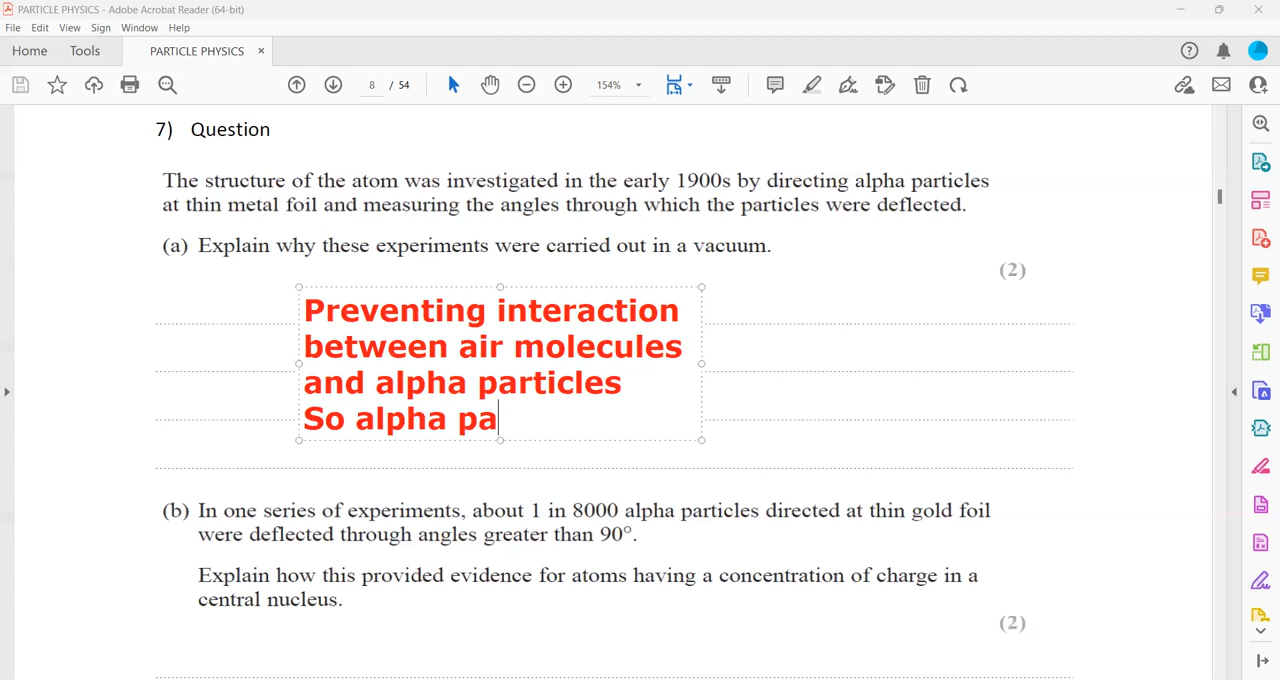 PARTICLE PHYSICS - Adobe Acrobat Reader (64-bit)
File Edit View Sign Window Help
Home Tools PARTICLE PHYSICS ×
8 / 54 154%
7) Question
The structure of the atom was investigated in the early 1900s by directing alpha particles
at thin metal foil and measuring the angles through which the particles were deflected.
(a) Explain why these experiments were carried out in a vacuum.
(2)
Preventing interaction
between air molecules
and alpha particles
So alpha pa
(b) In one series of experiments, about 1 in 8000 alpha particles directed at thin gold foil
were deflected through angles greater than 90°.
Explain how this provided evidence for atoms having a concentration of charge in a
central nucleus.
(2)